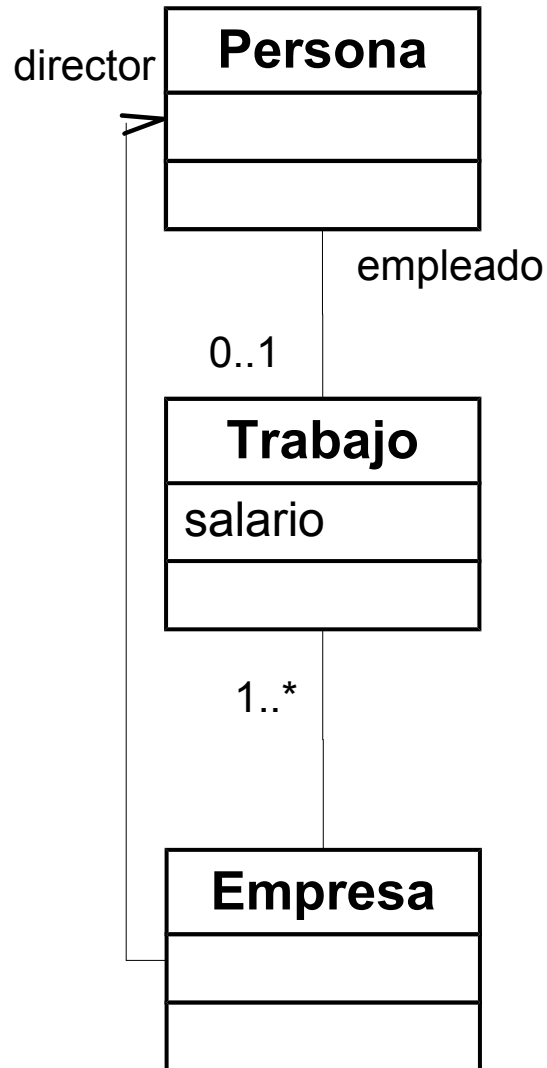 Persona
director
empleado
0..1
Trabajo
salario
1..*
Empresa